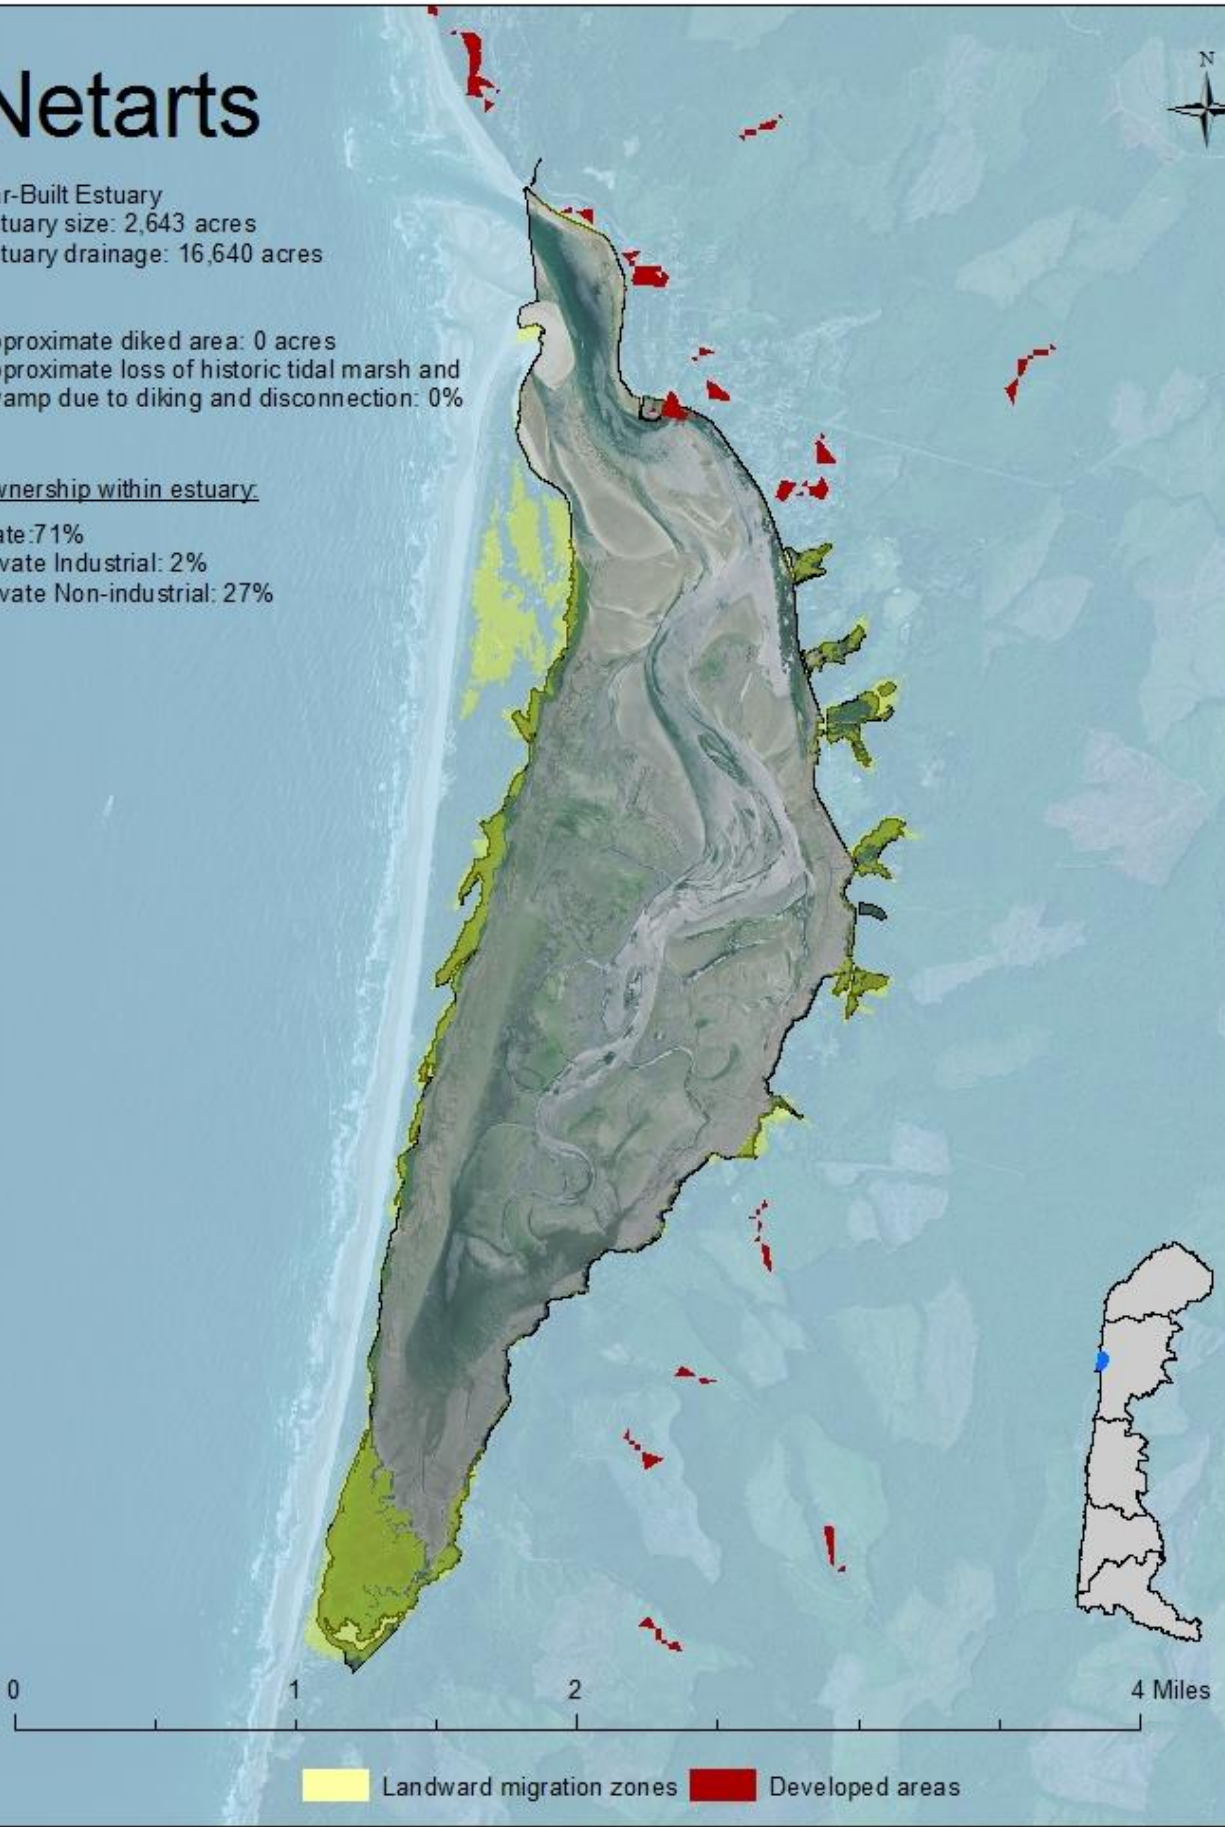 Netarts
N
r-Built Estuary
tuary size: 2,643 acres
tuary drainage: 16,640 acres
proximate diked area: 0 acres
proximate loss of historic tidal marsh and
amp due to diking and disconnection: 0%
wnership within estuary:
ate:71%
vate Industrial: 2%
vate Non-industrial: 27%
0 1 2 4 Miles
Landward migration zones Developed areas